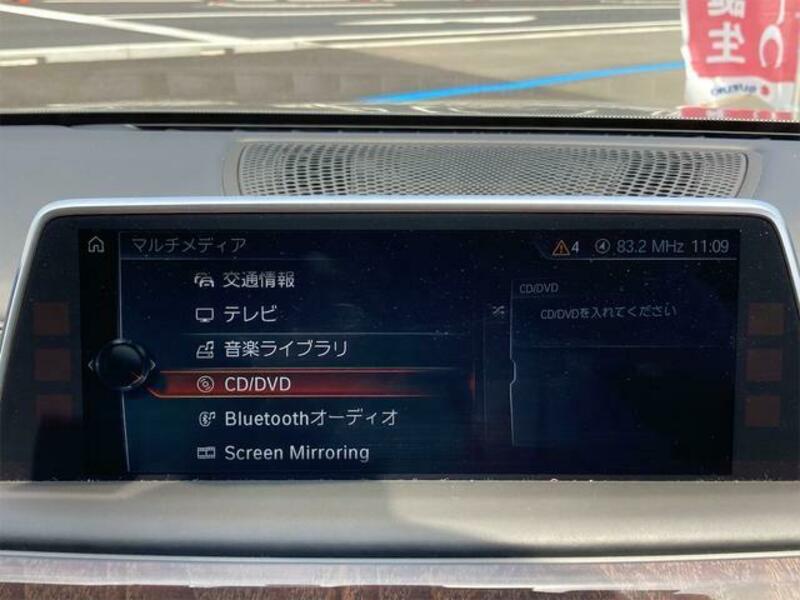 誕生
マルチメディア
4
83.2 MHz 11:09
交通情報
テレビ
音楽ライブラリ
CD/DVD
Bluetoothオーディオ
Screen Mirroring
CD/DVD
CD/DVDを入れてください